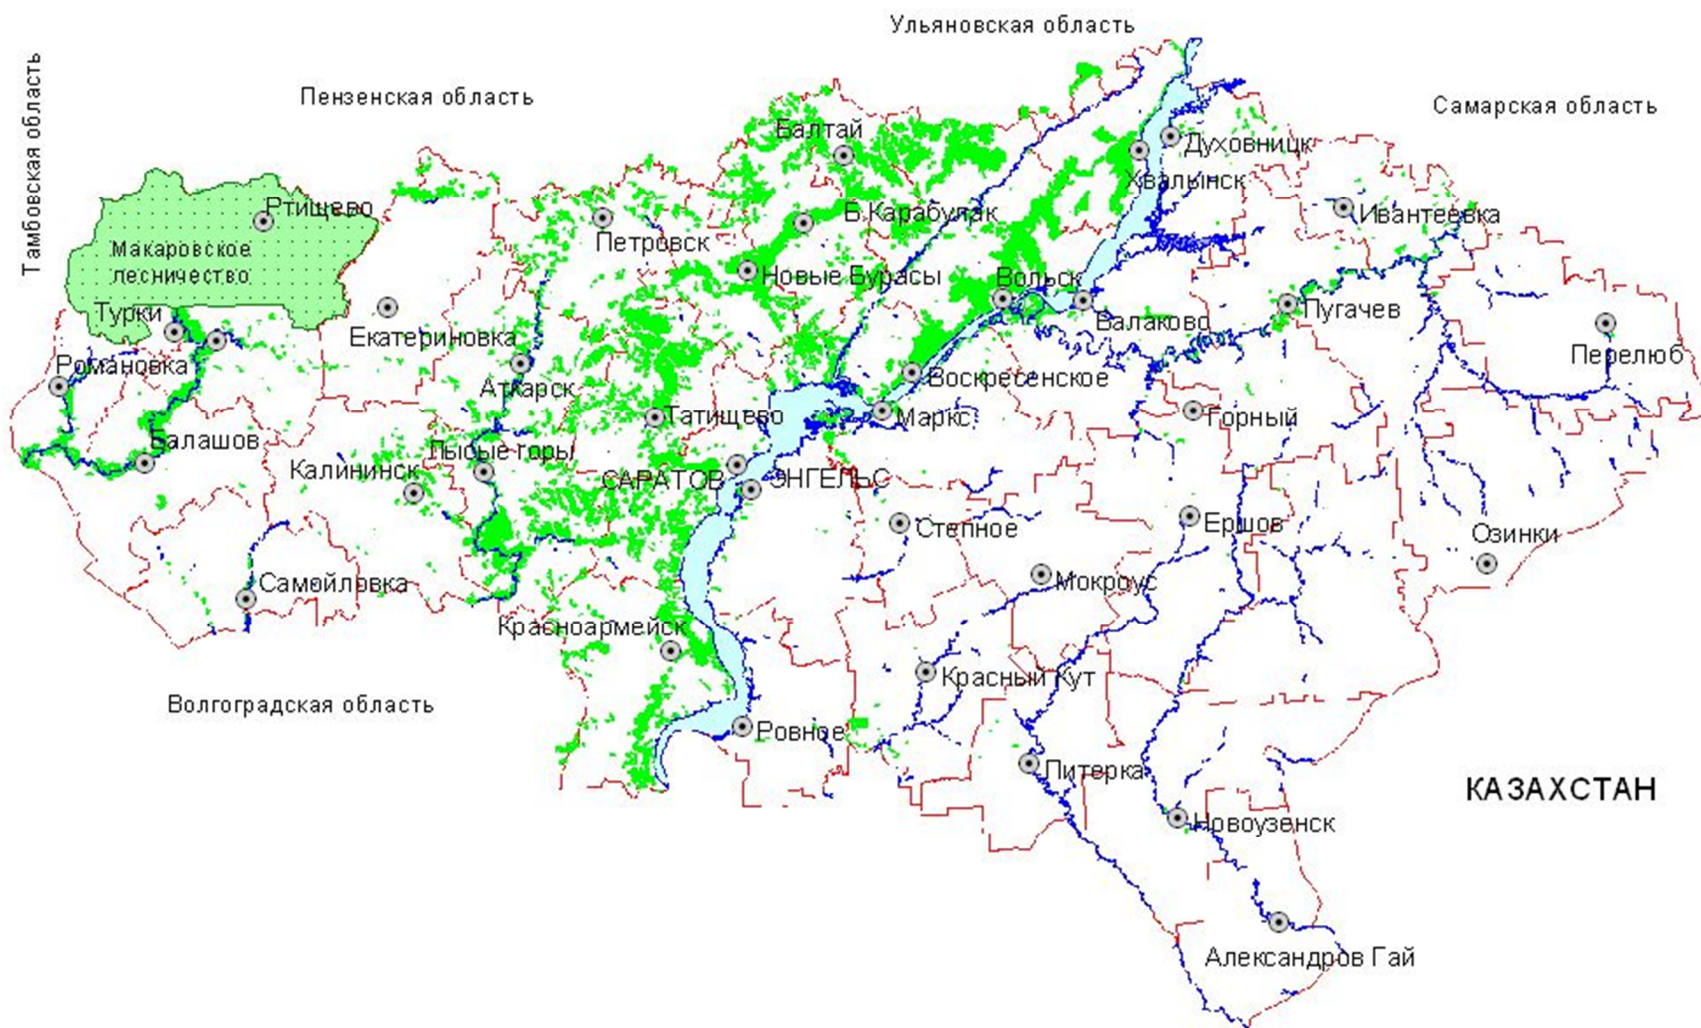 Ульяновская область
Тамбовская область
Пензенская область
Самарская область
Балтай
Духовницк
Хвалынск
Ртищево
Б.Карабулак
Ивантеевка
Макаровское
лесничество
Петровск
Новые Бурасы
Вольск
Турки
Екатериновка
Балаково
Пугачев
Романовка
Аткарск
Воскресенское
Перелюб
Татищево
Маркс
Горный
Балашов
Лысые горы
Калининск
САРАТОВ
ЭНГЕЛЬС
Степное
Ершов
Озинки
Самойловка
Мокроус
Красноармейск
Красный Кут
Волгоградская область
Ровное
Питерка
КАЗАХСТАН
Новоузенск
Александров Гай